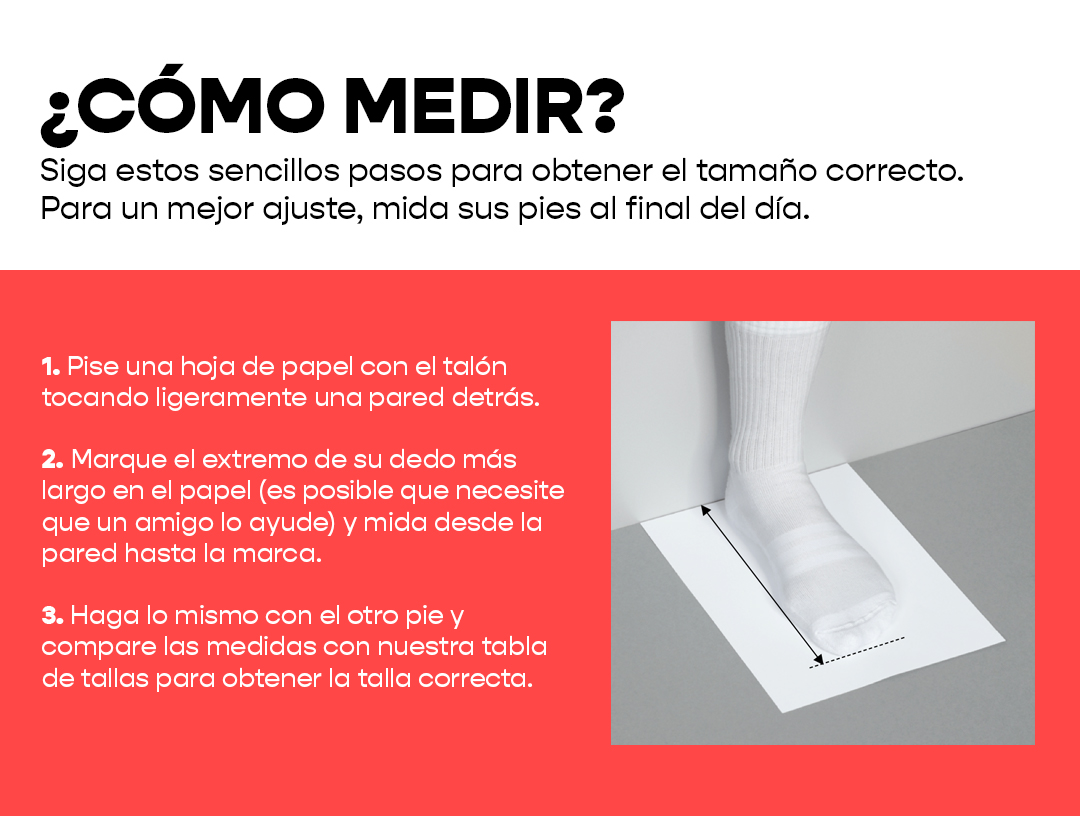 ¿CÓMO MEDIR?
Siga estos sencillos pasos para obtener el tamaño correcto.
Para un mejor ajuste, mida sus pies al final del día.
1. Pise una hoja de papel con el talón
tocando ligeramente una pared detrás.
2. Marque el extremo de su dedo más
largo en el papel (es posible que necesite
que un amigo lo ayude) y mida desde la
pared hasta la marca.
3. Haga lo mismo con el otro pie y
compare las medidas con nuestra tabla
de tallas para obtener la talla correcta.